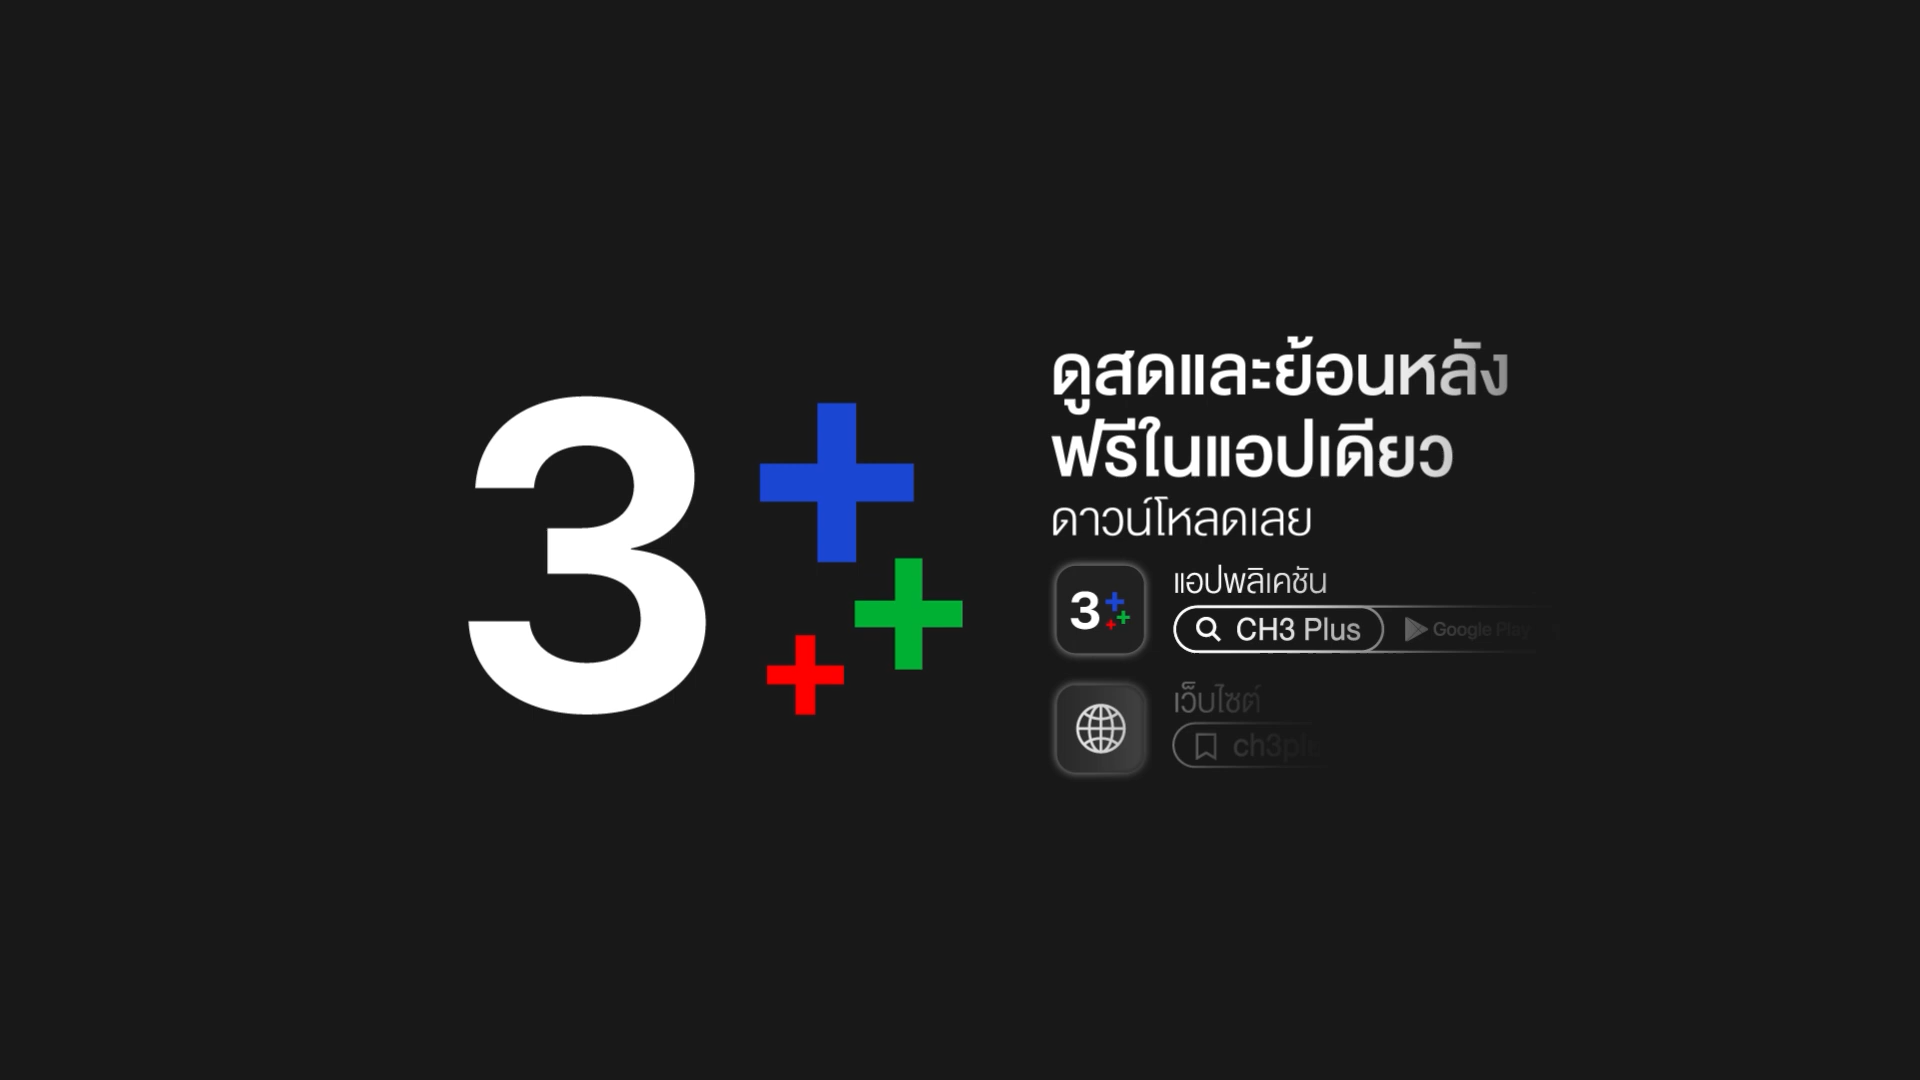 3
ดูสดและย้อนหลัง
ฟรีในแอปเดียว
ดาวน์โหลดเลย
3
แอปพลิเคชัน
CH3 Plus
Google Play
เว็บไซต์